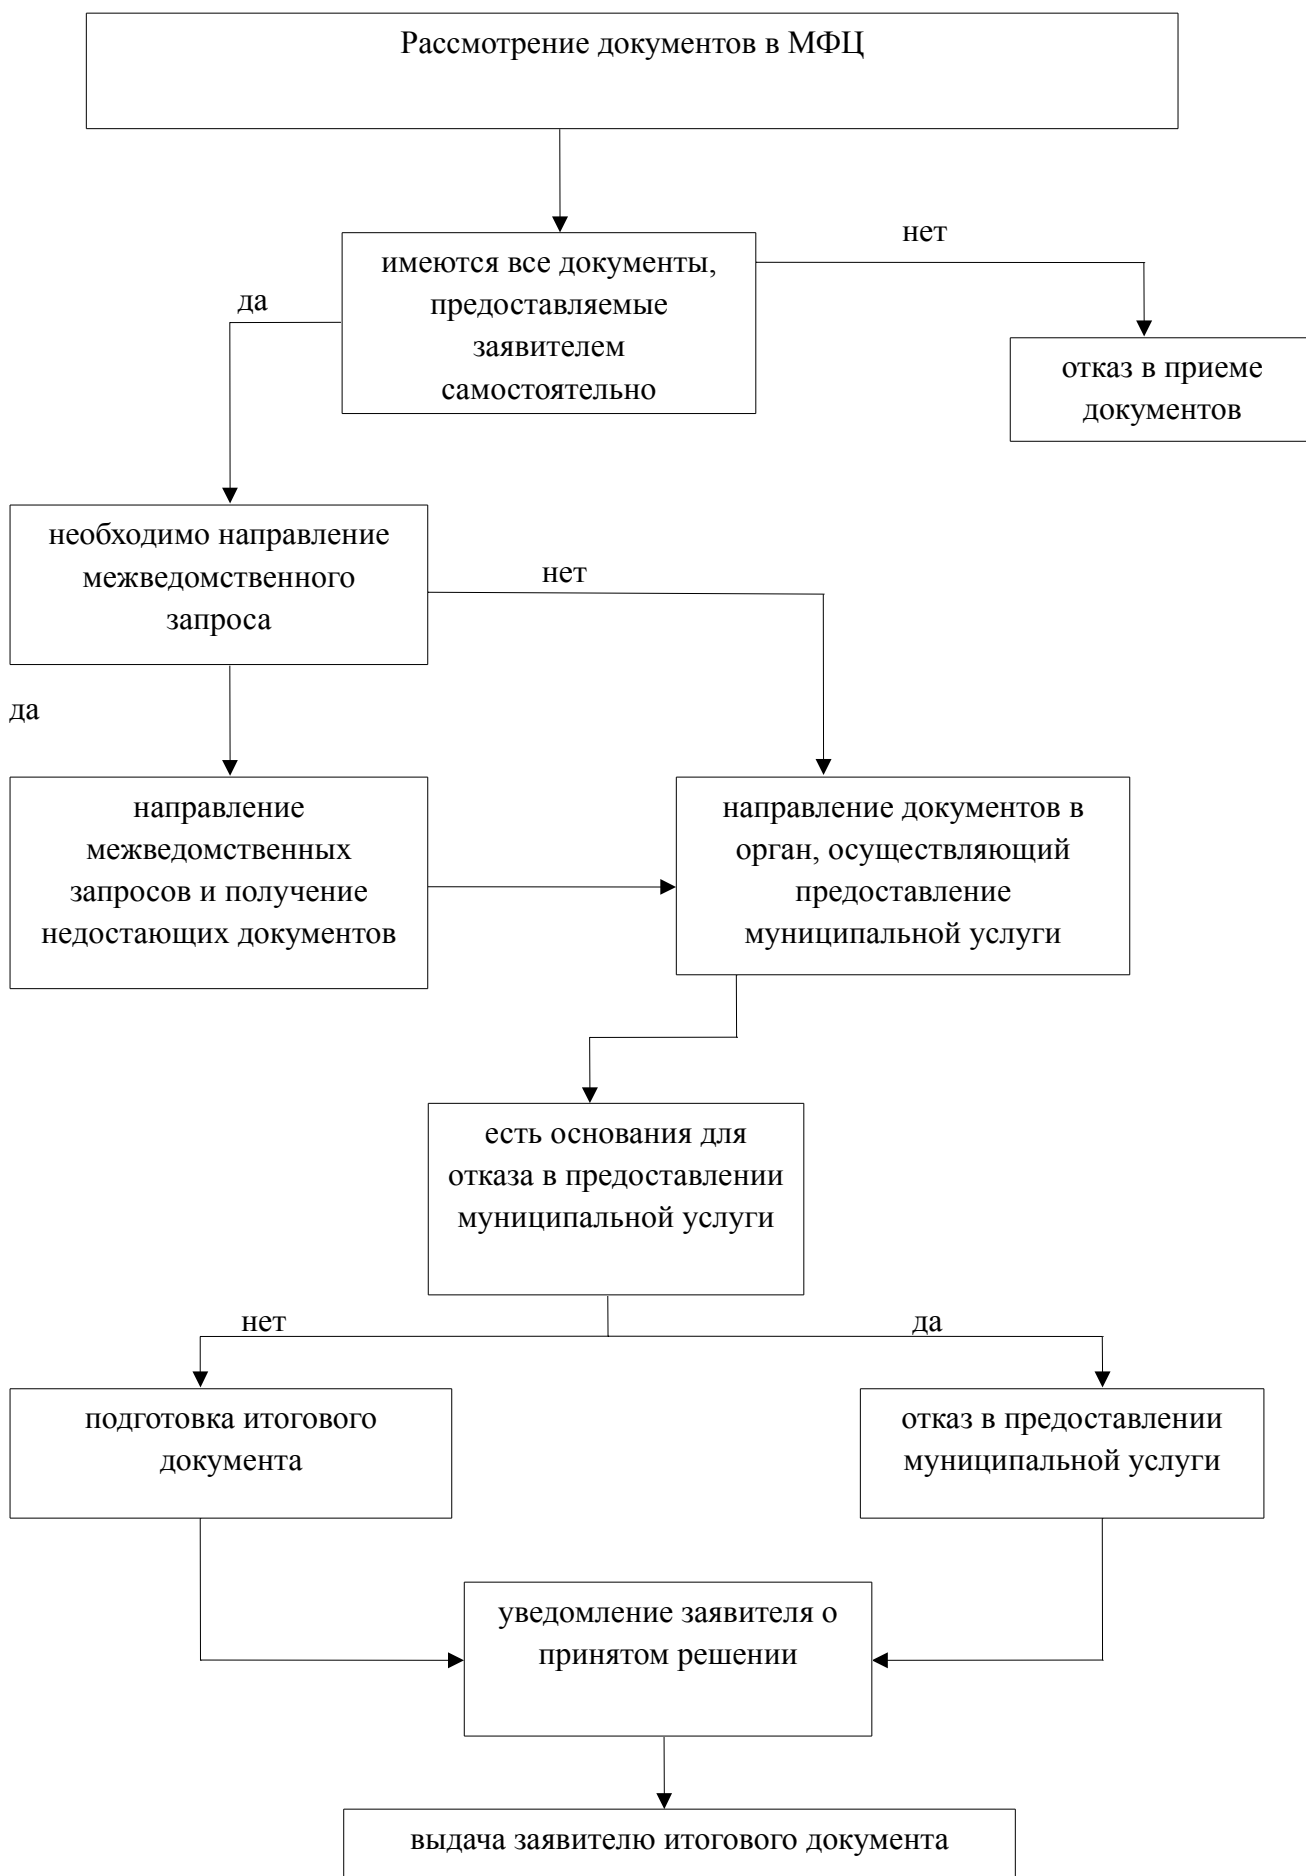 Рассмотрение документов в МФЦ
нет
имеются все документы,
предоставляемые
заявителем
самостоятельно
да
отказ в приеме
документов
необходимо направление
межведомственного
запроса
нет
да
направление
межведомственных
запросов и получение
недостающих документов
направление документов в
орган, осуществляющий
предоставление
муниципальной услуги
есть основания для
отказа в предоставлении
муниципальной услуги
нет
да
подготовка итогового
документа
отказ в предоставлении
муниципальной услуги
уведомление заявителя о
принятом решении
выдача заявителю итогового документа